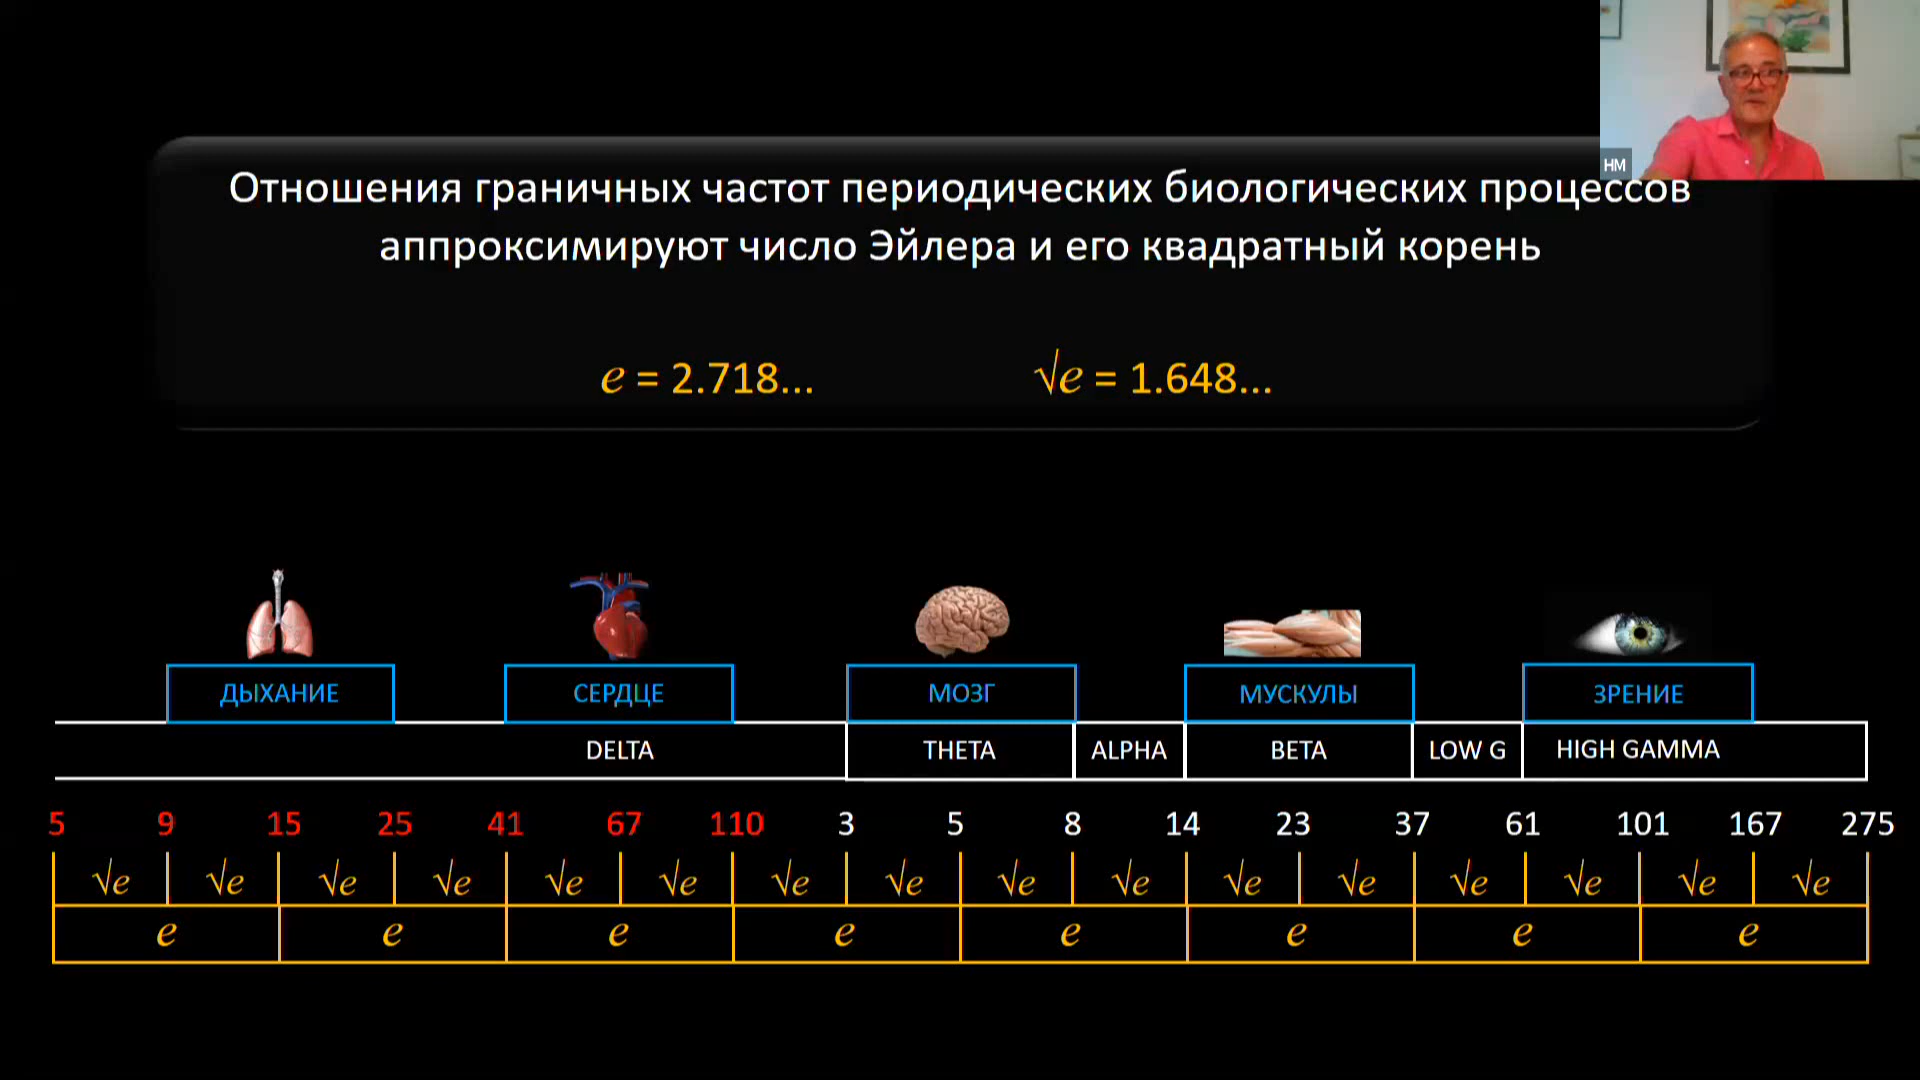 HM
Отношения граничных частот периодических биологических процессов
аппроксимируют число Эйлера и его квадратный корень
e = 2.718... √e = 1.648...
ДЫХАНИЕ СЕРДЦЕ МОЗГ МУСКУЛЫ ЗРЕНИЕ
DELTA THETA ALPHA BETA LOW G HIGH GAMMA
5 9 15 25 41 67 110 3 5 8 14 23 37 61 101 167 275
√e √e √e √e √e √e √e √e √e √e √e √e √e √e √e √e
e e e e e e e e